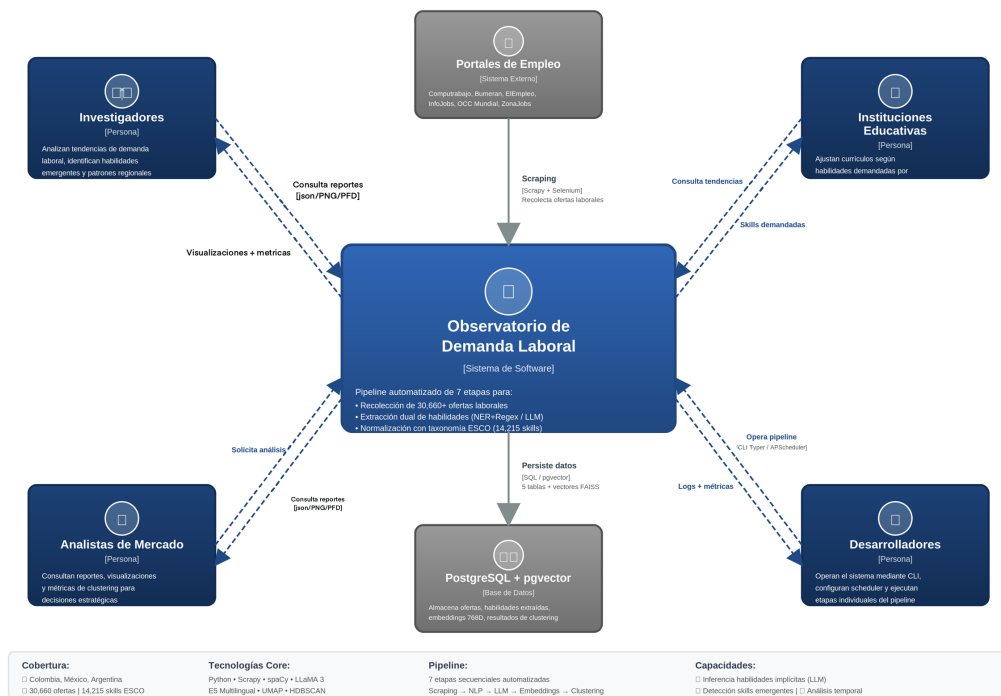 Portales de Empleo
[Sistema Externo]
Computrabajo, Bumeran, ElEmpleo,
InfoJobs, OCC Mundial, ZonaJobs
Investigadores
[Persona]
Analizan tendencias de demanda
laboral, identifican habilidades
emergentes y patrones regionales
Instituciones
Educativas
[Persona]
Ajustan currículos según
habilidades demandadas por
Consulta reportes
[json/PNG/PFD]
Visualizaciones + metricas
Scraping
[Scrapy + Selenium]
Recolecta ofertas laborales
Consulta tendencias
Skills demandadas
Observatorio de
Demanda Laboral
[Sistema de Software]
Pipeline automatizado de 7 etapas para:
• Recolección de 30,660+ ofertas laborales
• Extracción dual de habilidades (NER+Regex / LLM)
• Normalización con taxonomía ESCO (14,215 skills)
Solicita análisis
Consulta reportes
[json/PNG/PFD]
Persiste datos
[SQL / pgvector]
5 tablas + vectores FAISS
Opera pipeline
[CLI Typer / APScheduler]
Logs + métricas
Analistas de Mercado
[Persona]
Consultan reportes, visualizaciones
y métricas de clustering para
decisiones estratégicas
PostgreSQL + pgvector
[Base de Datos]
Almacena ofertas, habilidades extraídas,
embeddings 768D, resultados de clustering
Desarrolladores
[Persona]
Operan el sistema mediante CLI,
configuran scheduler y ejecutan
etapas individuales del pipeline
Cobertura:
Colombia, México, Argentina
30,660 ofertas | 14,215 skills ESCO
Tecnologías Core:
Python • Scrapy • spaCy • LLaMA 3
E5 Multilingual • UMAP • HDBSCAN
Pipeline:
7 etapas secuenciales automatizadas
Scraping → NLP → LLM → Embeddings → Clustering
Capacidades:
Inferencia habilidades implícitas (LLM)
Detección skills emergentes | Análisis temporal